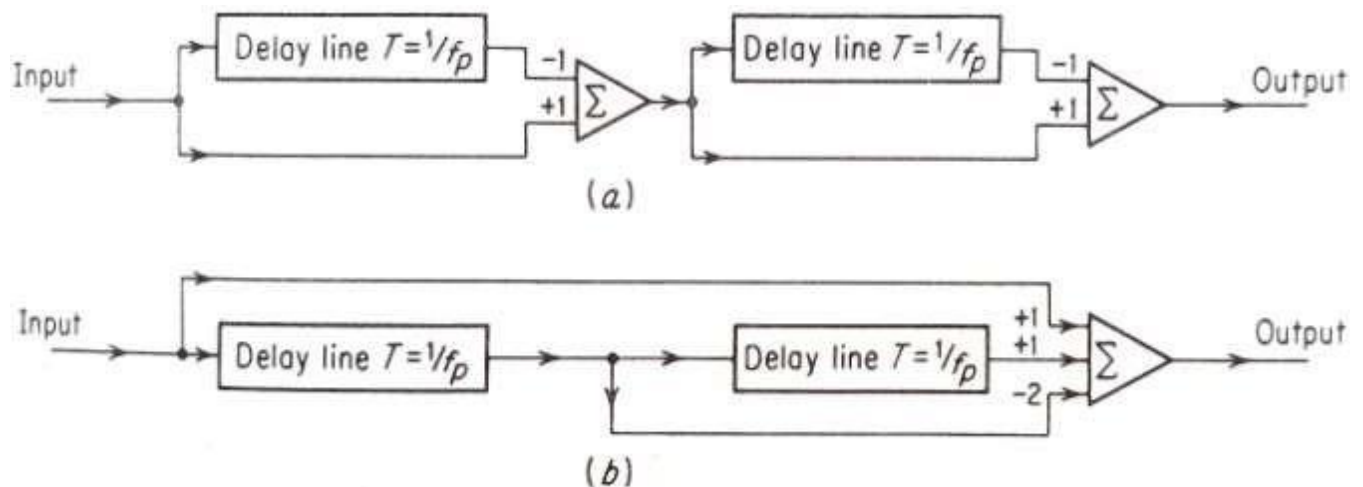 Delay line T=1/fp
Delay line T=1/fp
Input
-1
-1
Output
Σ
Σ
+1
+1
(a)
Input
+1
Output
Delay line T=1/fp
Delay line T=1/fp
+1
Σ
-2
(b)